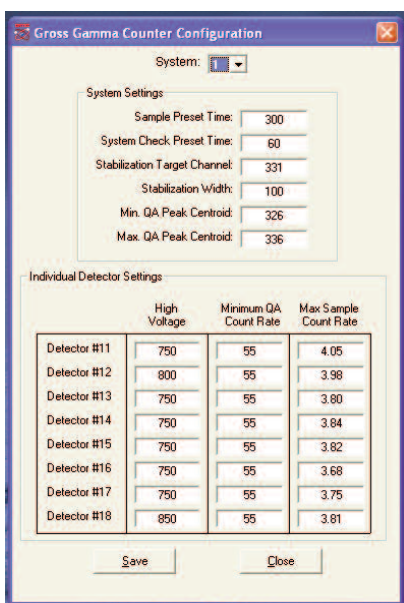 Gross Gamma Counter Configuration
System: 1
System Settings
Sample Preset Time: 300
System Check Preset Time: 60
Stabilization Target Channel: 331
Stabilization Width: 100
Min. QA Peak Centroid: 326
Max. QA Peak Centroid: 336
Individual Detector Settings
High Voltage Minimum QA Count Rate Max Sample Count Rate
Detector #11 750 55 4.05
Detector #12 800 55 3.98
Detector #13 750 55 3.80
Detector #14 750 55 3.84
Detector #15 750 55 3.82
Detector #16 750 55 3.68
Detector #17 750 55 3.75
Detector #18 850 55 3.81
Save Close